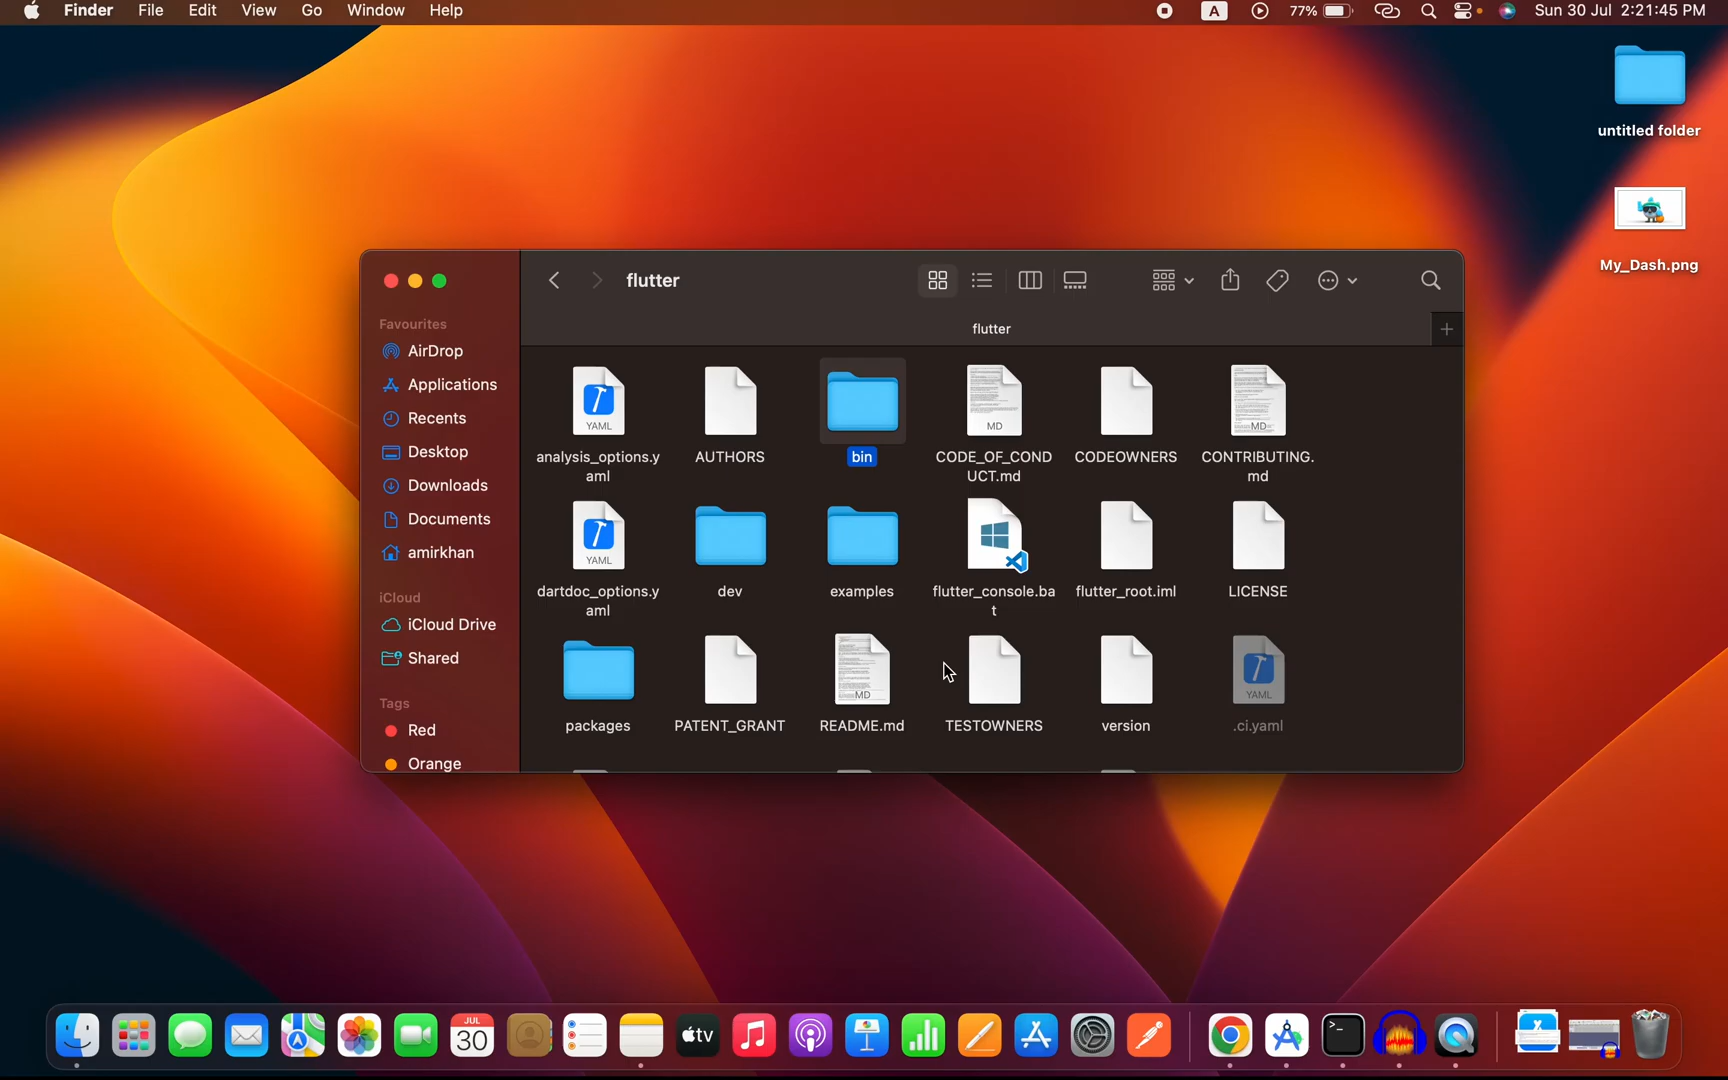 Finder File Edit View Go Window Help
A 77% Sun 30 Jul 2:21:45 PM
untitled folder
My_Dash.png
flutter
flutter
Favourites
AirDrop
Applications
Recents
Desktop
Downloads
Documents
amirkhan
iCloud
iCloud Drive
Shared
Tags
Red
Orange
YAML MD MD
analysis_options.y AUTHORS bin CODE_OF_COND CODEOWNERS CONTRIBUTING.
aml UCT.md md
YAML
dartdoc_options.y dev examples flutter_console.ba flutter_root.iml LICENSE
aml t
MD YAML
packages PATENT_GRANT README.md TESTOWNERS version .ci.yaml
JUL
30
tv